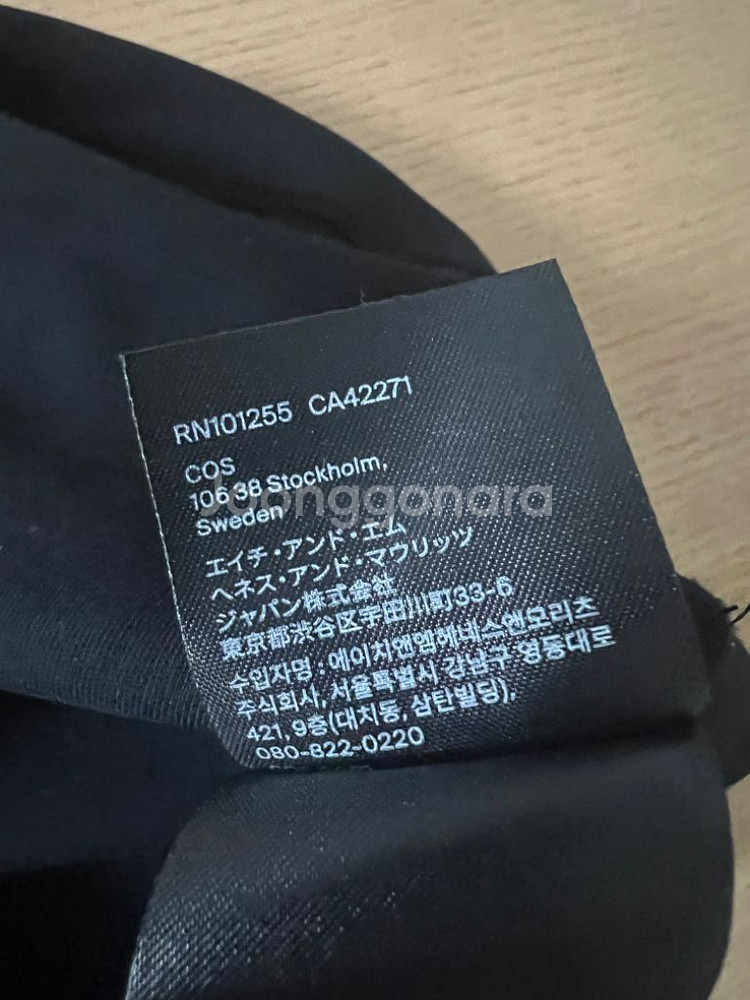 RN101255 CA42271
COS
106 38 Stockholm,
Sweden
Joonggonara
エイチ・アンド・エム
ヘネス・アンド・マウリッツ
ジャパン株式会社
東京都渋谷区宇田川町33-6
수입자명 : 에이치앤엠헤네스앤모리츠
주식회사, 서울특별시 강남구 영동대로
421, 9층(대치동, 삼탄빌딩),
080-822-0220